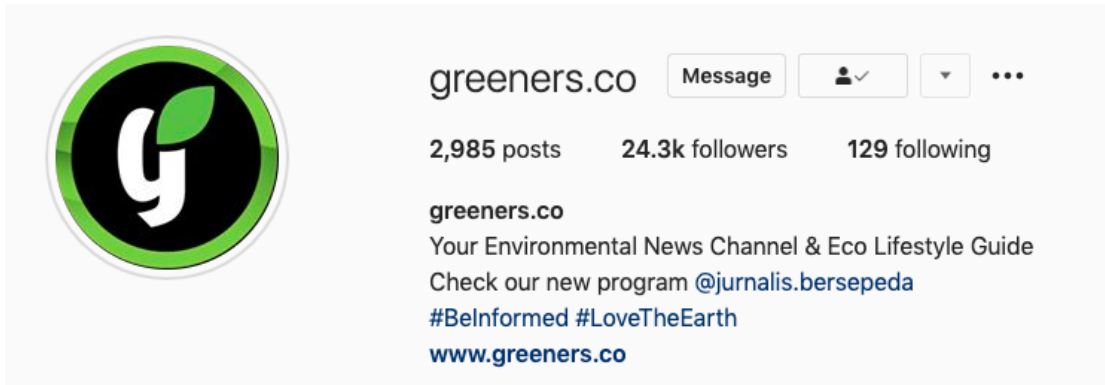 g
greeners.co Message
2,985 posts 24.3k followers 129 following
greeners.co
Your Environmental News Channel & Eco Lifestyle Guide
Check our new program @jurnalis.bersepeda
#BeInformed #LoveTheEarth
www.greeners.co